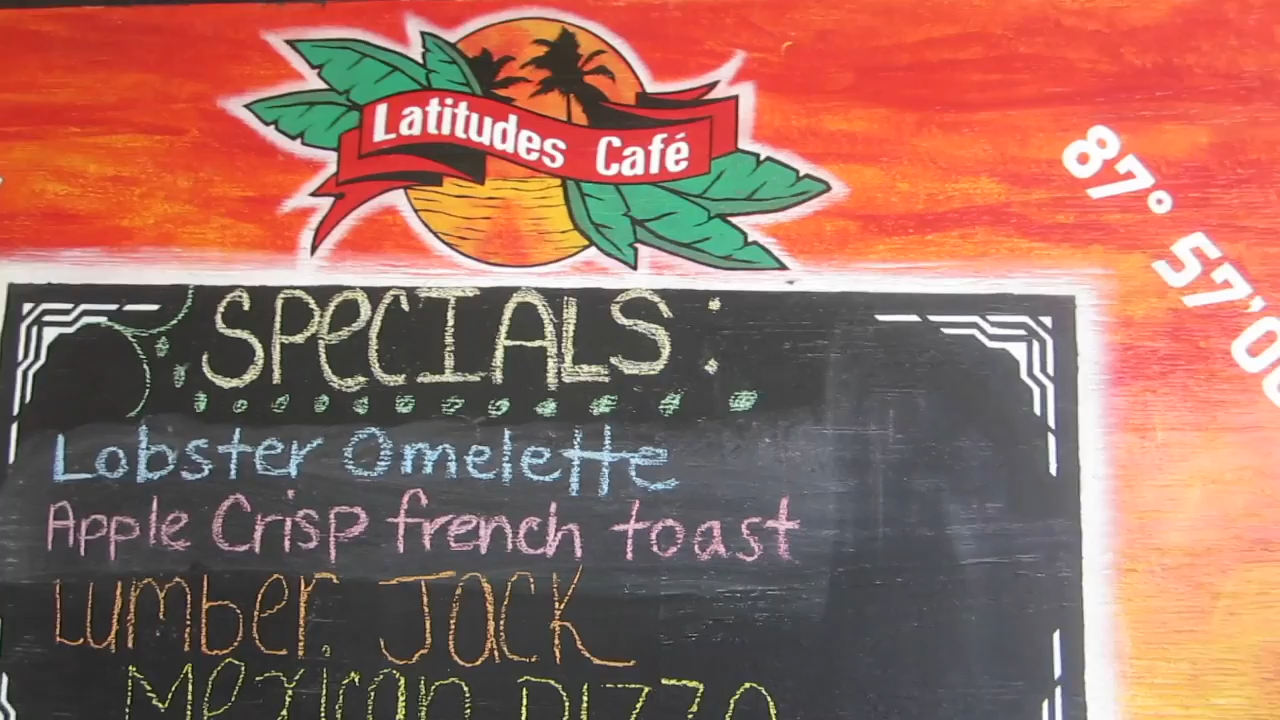 Latitudes Café
87° 57'0
SPeCIALS:
Lobster Omelette
Apple Crisp french toast
Lumber JACK
Mexican PIZZA